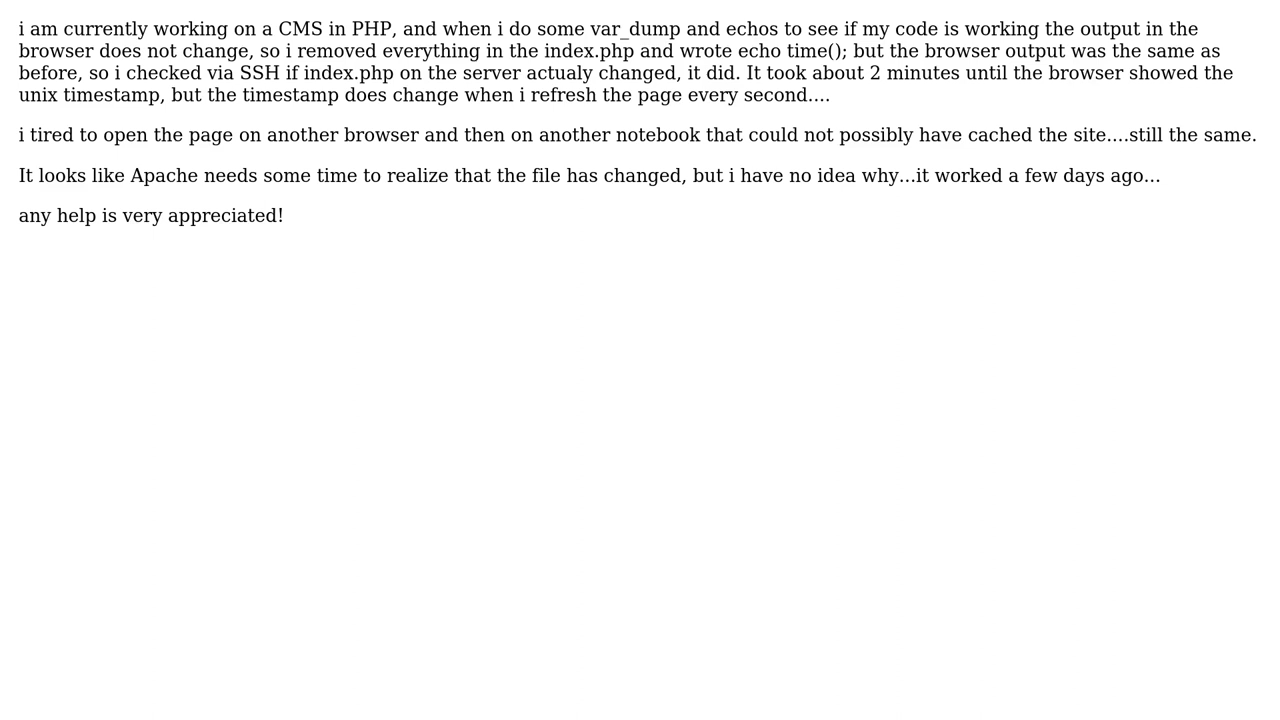 i am currently working on a CMS in PHP, and when i do some var_dump and echos to see if my code is working the output in the
browser does not change, so i removed everything in the index.php and wrote echo time(); but the browser output was the same as
before, so i checked via SSH if index.php on the server actualy changed, it did. It took about 2 minutes until the browser showed the
unix timestamp, but the timestamp does change when i refresh the page every second....
i tired to open the page on another browser and then on another notebook that could not possibly have cached the site....still the same.
It looks like Apache needs some time to realize that the file has changed, but i have no idea why...it worked a few days ago...
any help is very appreciated!